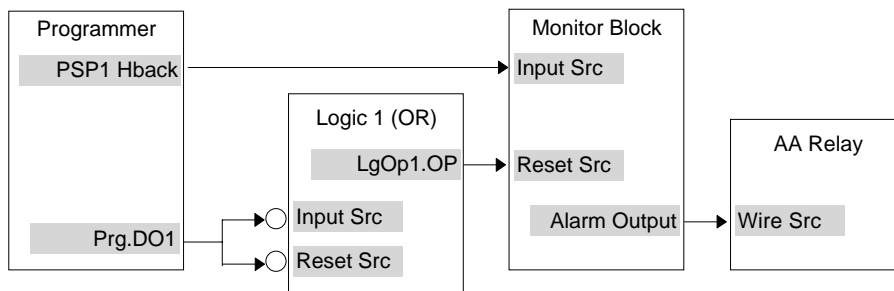 Programmer
PSP1 Hback
Prg.DO1
Logic 1 (OR)
LgOp1.OP
Input Src
Reset Src
Monitor Block
Input Src
Reset Src
Alarm Output
AA Relay
Wire Src